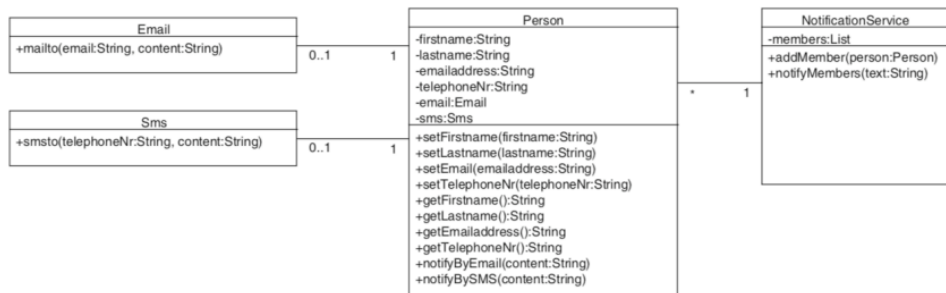 Email
+mailto(email:String, content:String)
0..1
1
Sms
+smsto(telephoneNr:String, content:String)
0..1
1
Person
-firstname:String
-lastname:String
-emailaddress:String
-telephoneNr:String
-email:Email
-sms:Sms
+setFirstname(firstname:String)
+setLastname(lastname:String)
+setEmail(emailaddress:String)
+setTelephoneNr(telephoneNr:String)
+getFirstname():String
+getLastname():String
+getEmailaddress():String
+getTelephoneNr():String
+notifyByEmail(content:String)
+notifyBySMS(content:String)
*
1
NotificationService
-members:List
+addMember(person:Person)
+notifyMembers(text:String)